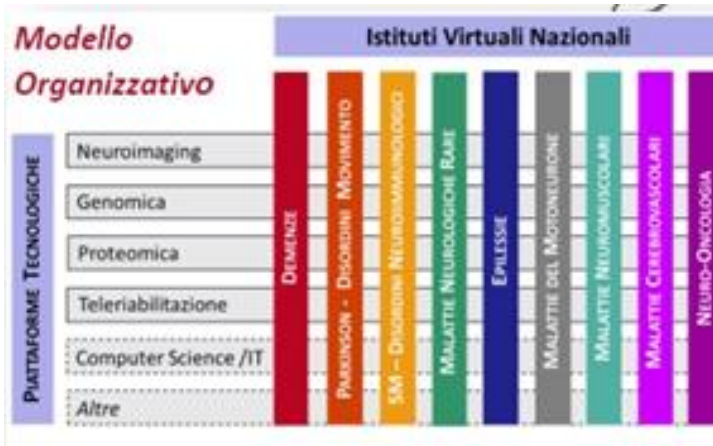 Modello
Organizzativo
Istituti Virtuali Nazionali
PIATTAFORME TECNOLOGICHE
Neuroimaging
Genomica
Proteomica
Teleriabilitazione
Computer Science /IT
Altre
DEMENZE
PARKINSON - DISORDINI MOVIMENTO
SM – DISORDINI NEUROIMMUNOLOGICI
MALATTIE NEUROLOGICHE RARE
EPILESSIE
MALATTIE DEL MOTONEURONE
MALATTIE NEUROMUSCOLARI
MALATTIE CEREBROVASCOLARI
NEURO-ONCOLOGIA